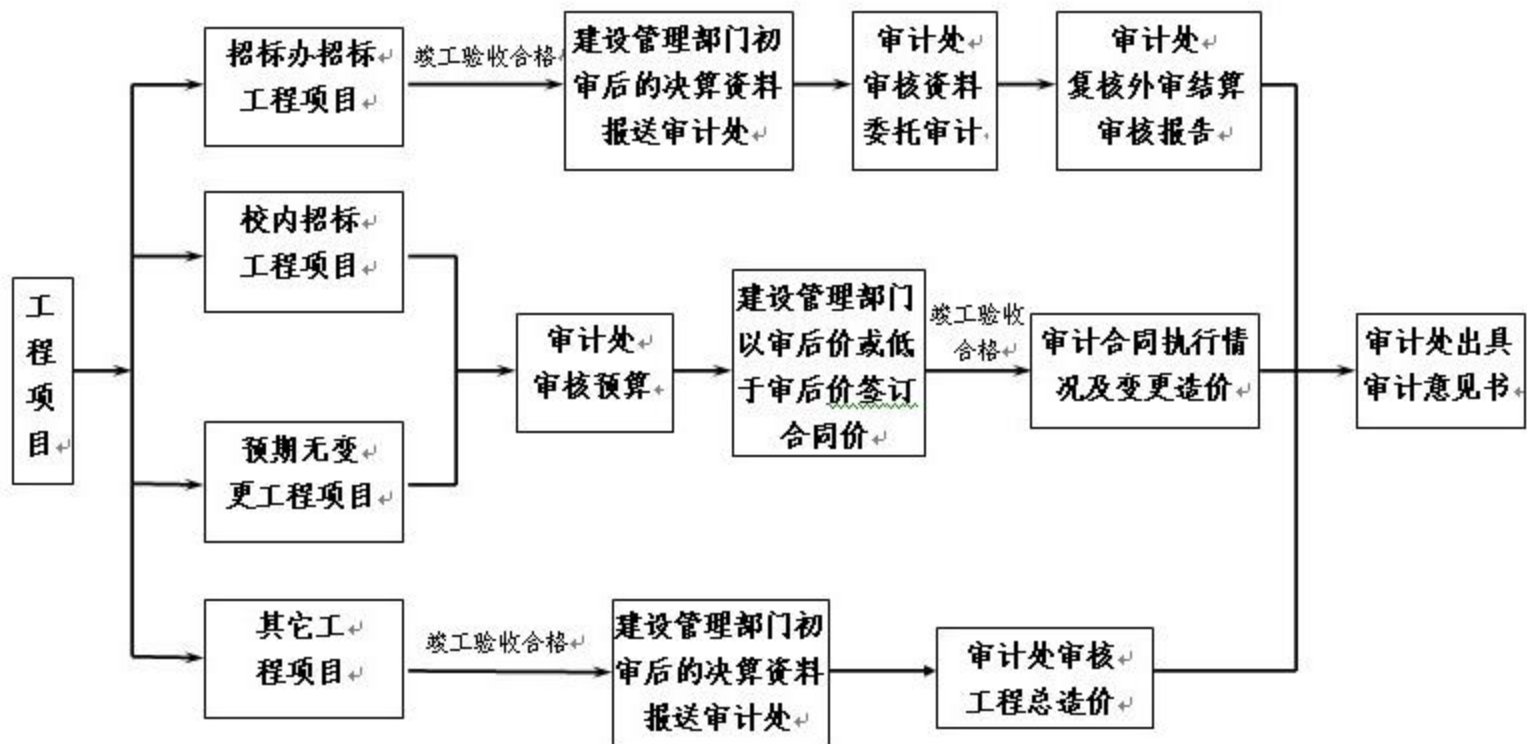 工
程
项
目
招标办招标
工程项目
竣工验收合格
建设管理部门初
审后的决算资料
报送审计处
审计处
审核资料
委托审计
审计处
复核外审结算
审核报告
校内招标
工程项目
预期无变
更工程项目
审计处
审核预算
建设管理部门
以审后价或低
于审后价签订
合同价
竣工验收
合格
审计合同执行情
况及变更造价
审计处出具
审计意见书
其它工
程项目
竣工验收合格
建设管理部门初
审后的决算资料
报送审计处
审计处审核
工程总造价